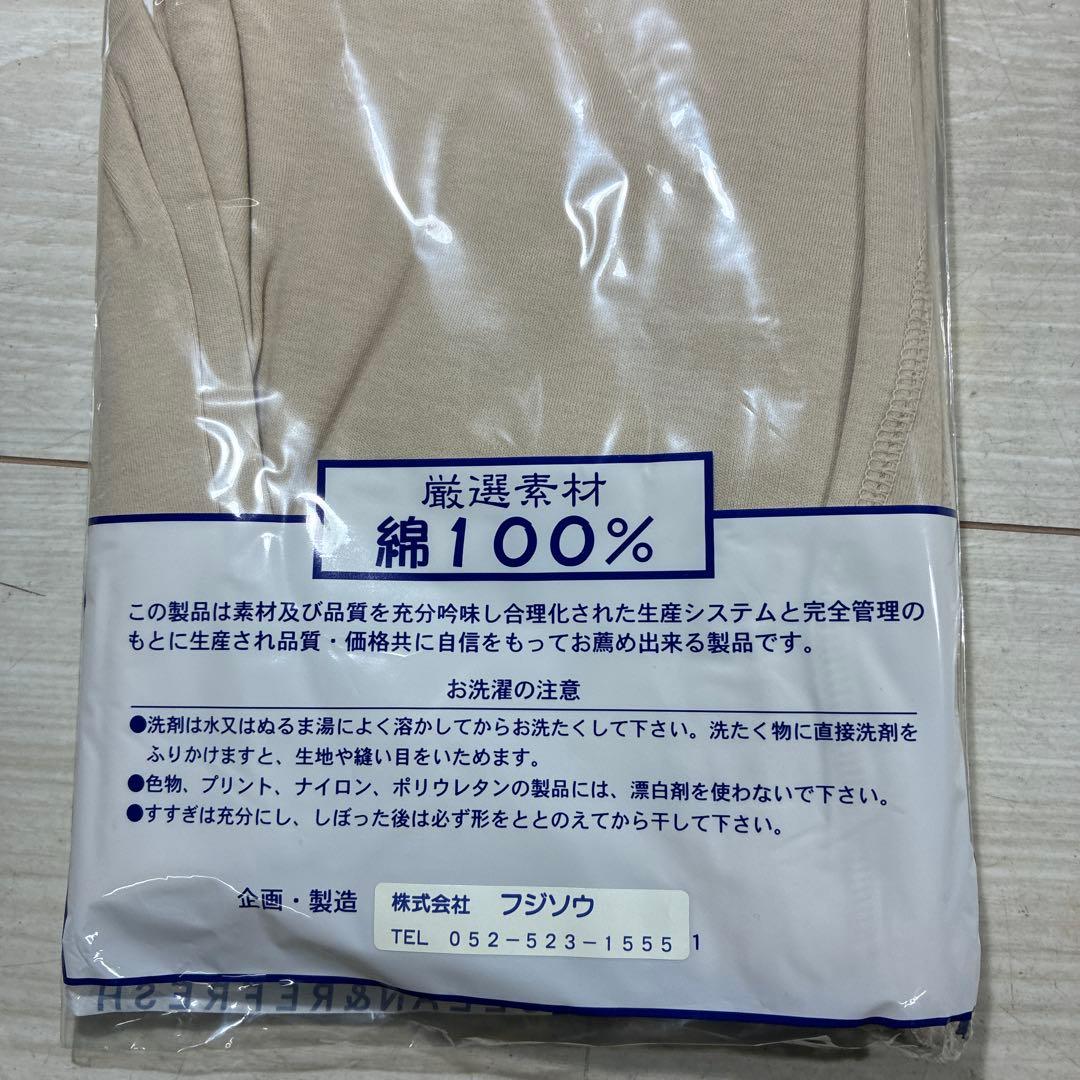 厳選素材
綿100%
この製品は素材及び品質を充分吟味し合理化された生産システムと完全管理の
もとに生産され品質・価格共に自信をもってお薦め出来る製品です。
お洗濯の注意
●洗剤は水又はぬるま湯によく溶かしてからお洗たくして下さい。洗たく物に直接洗剤を
ふりかけますと、生地や縫い目をいためます。
●色物、プリント、ナイロン、ポリウレタンの製品には、漂白剤を使わないで下さい。
●すすぎは充分にし、しぼった後は必ず形をととのえてから干して下さい。
企画・製造 株式会社 フジソウ
TEL 052-523-1555 1
CLEAN&REFRESH